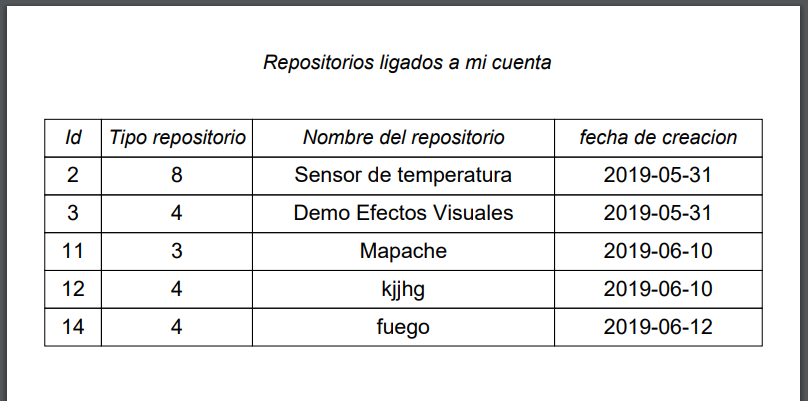 Repositorios ligados a mi cuenta
Id Tipo repositorio Nombre del repositorio fecha de creacion
2 8 Sensor de temperatura 2019-05-31
3 4 Demo Efectos Visuales 2019-05-31
11 3 Mapache 2019-06-10
12 4 kjjhg 2019-06-10
14 4 fuego 2019-06-12